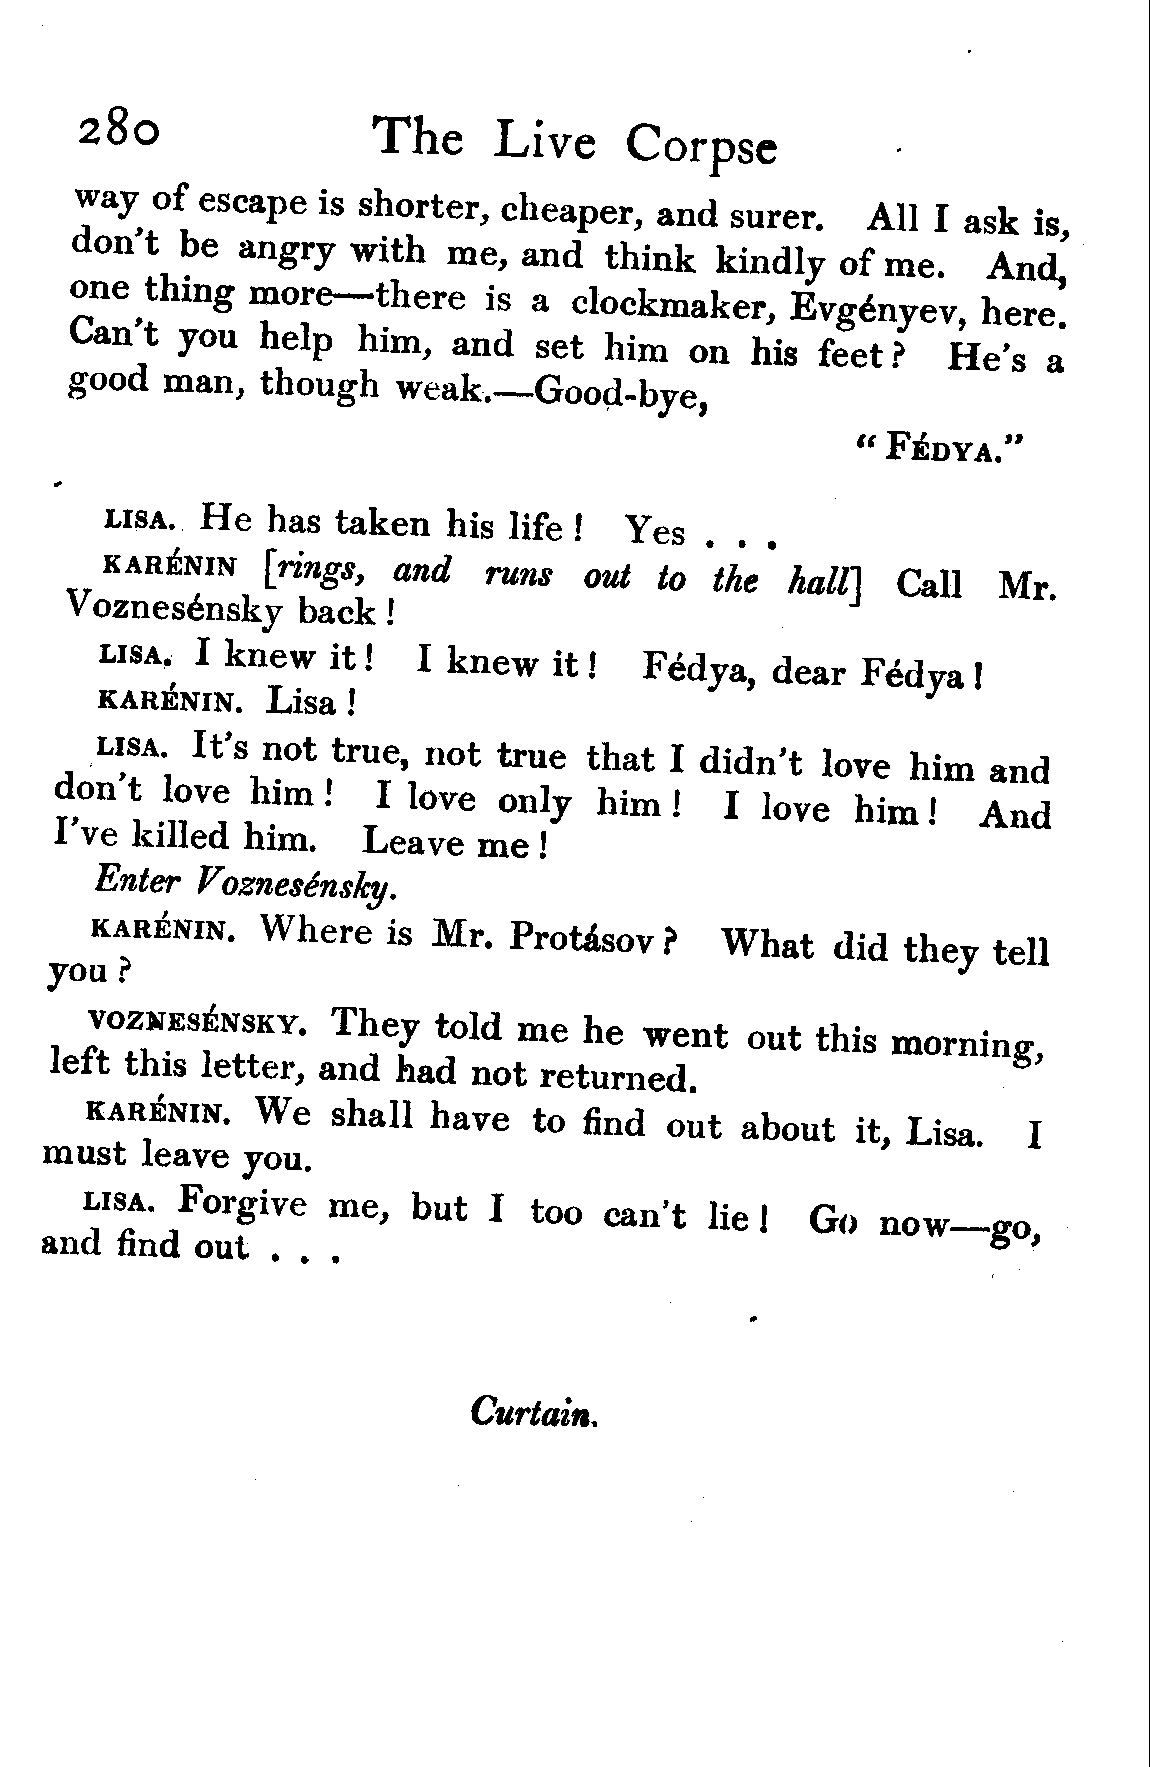 280 The Live Corpse
way of escape is shorter, cheaper, and surer. All I ask is,
don't be angry with me, and think kindly of me. And,
one thing more—there is a clockmaker, Evgényev, here.
Can't you help him, and set him on his feet? He's a
good man, though weak.—Good-bye,
"FÉDYA."
LISA. He has taken his life! Yes . . .
KARÉNIN [rings, and runs out to the hall] Call Mr.
Voznesénsky back!
LISA. I knew it! I knew it! Fédya, dear Fédya!
KARÉNIN. Lisa!
LISA. It's not true, not true that I didn't love him and
don't love him! I love only him! I love him! And
I've killed him. Leave me!
Enter Voznesénsky.
KARÉNIN. Where is Mr. Protásov? What did they tell
you?
VOZNESÉNSKY. They told me he went out this morning,
left this letter, and had not returned.
KARÉNIN. We shall have to find out about it, Lisa. I
must leave you.
LISA. Forgive me, but I too can't lie! Go now—go,
and find out . . .
Curtain.